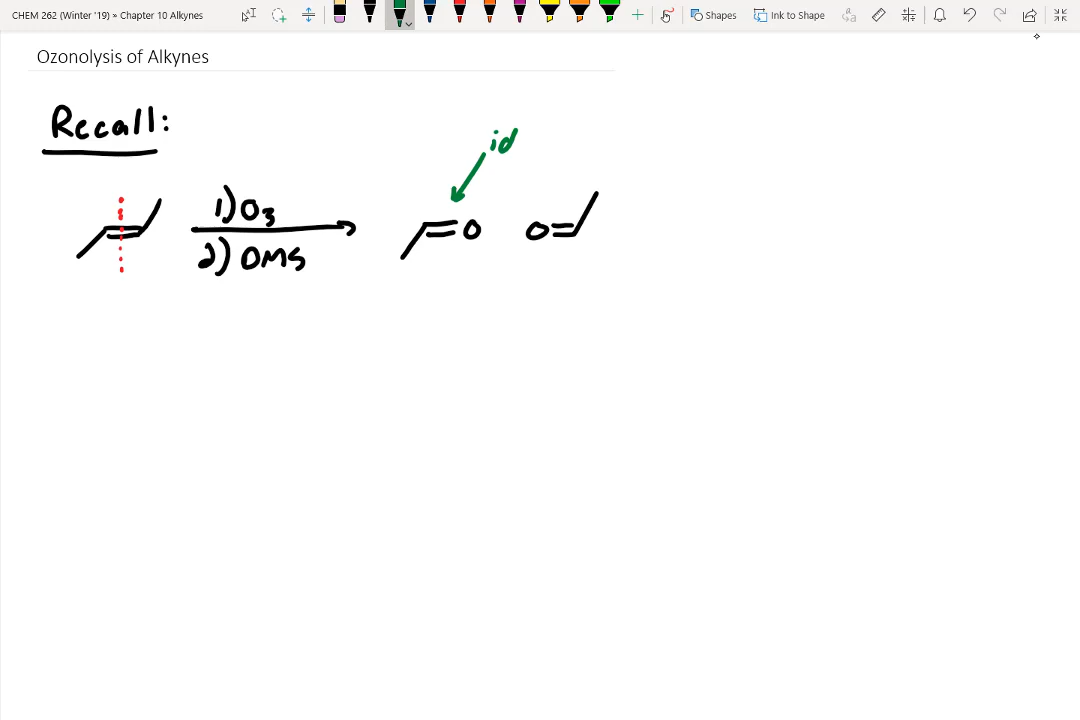 CHEM 262 (Winter '19) » Chapter 10 Alkynes
Shapes
Ink to Shape
Ozonolysis of Alkynes
Recall:
id
1) O3
2) DMS
O O